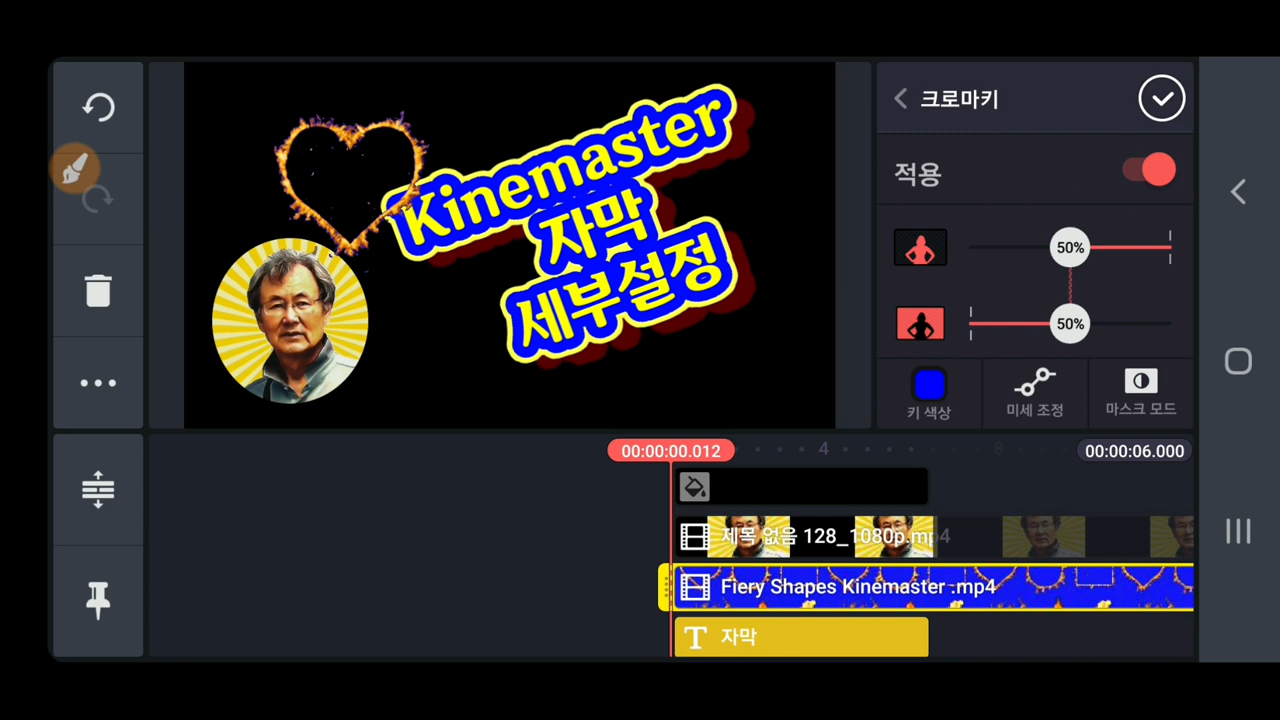 크로마키
적용
50%
50%
키 색상
미세 조정
마스크 모드
Kinemaster
자막
세부설정
00:00:00.012
4
8
00:00:06.000
제목 없음 128_1080p.mp4
Fiery Shapes Kinemaster .mp4
T 자막